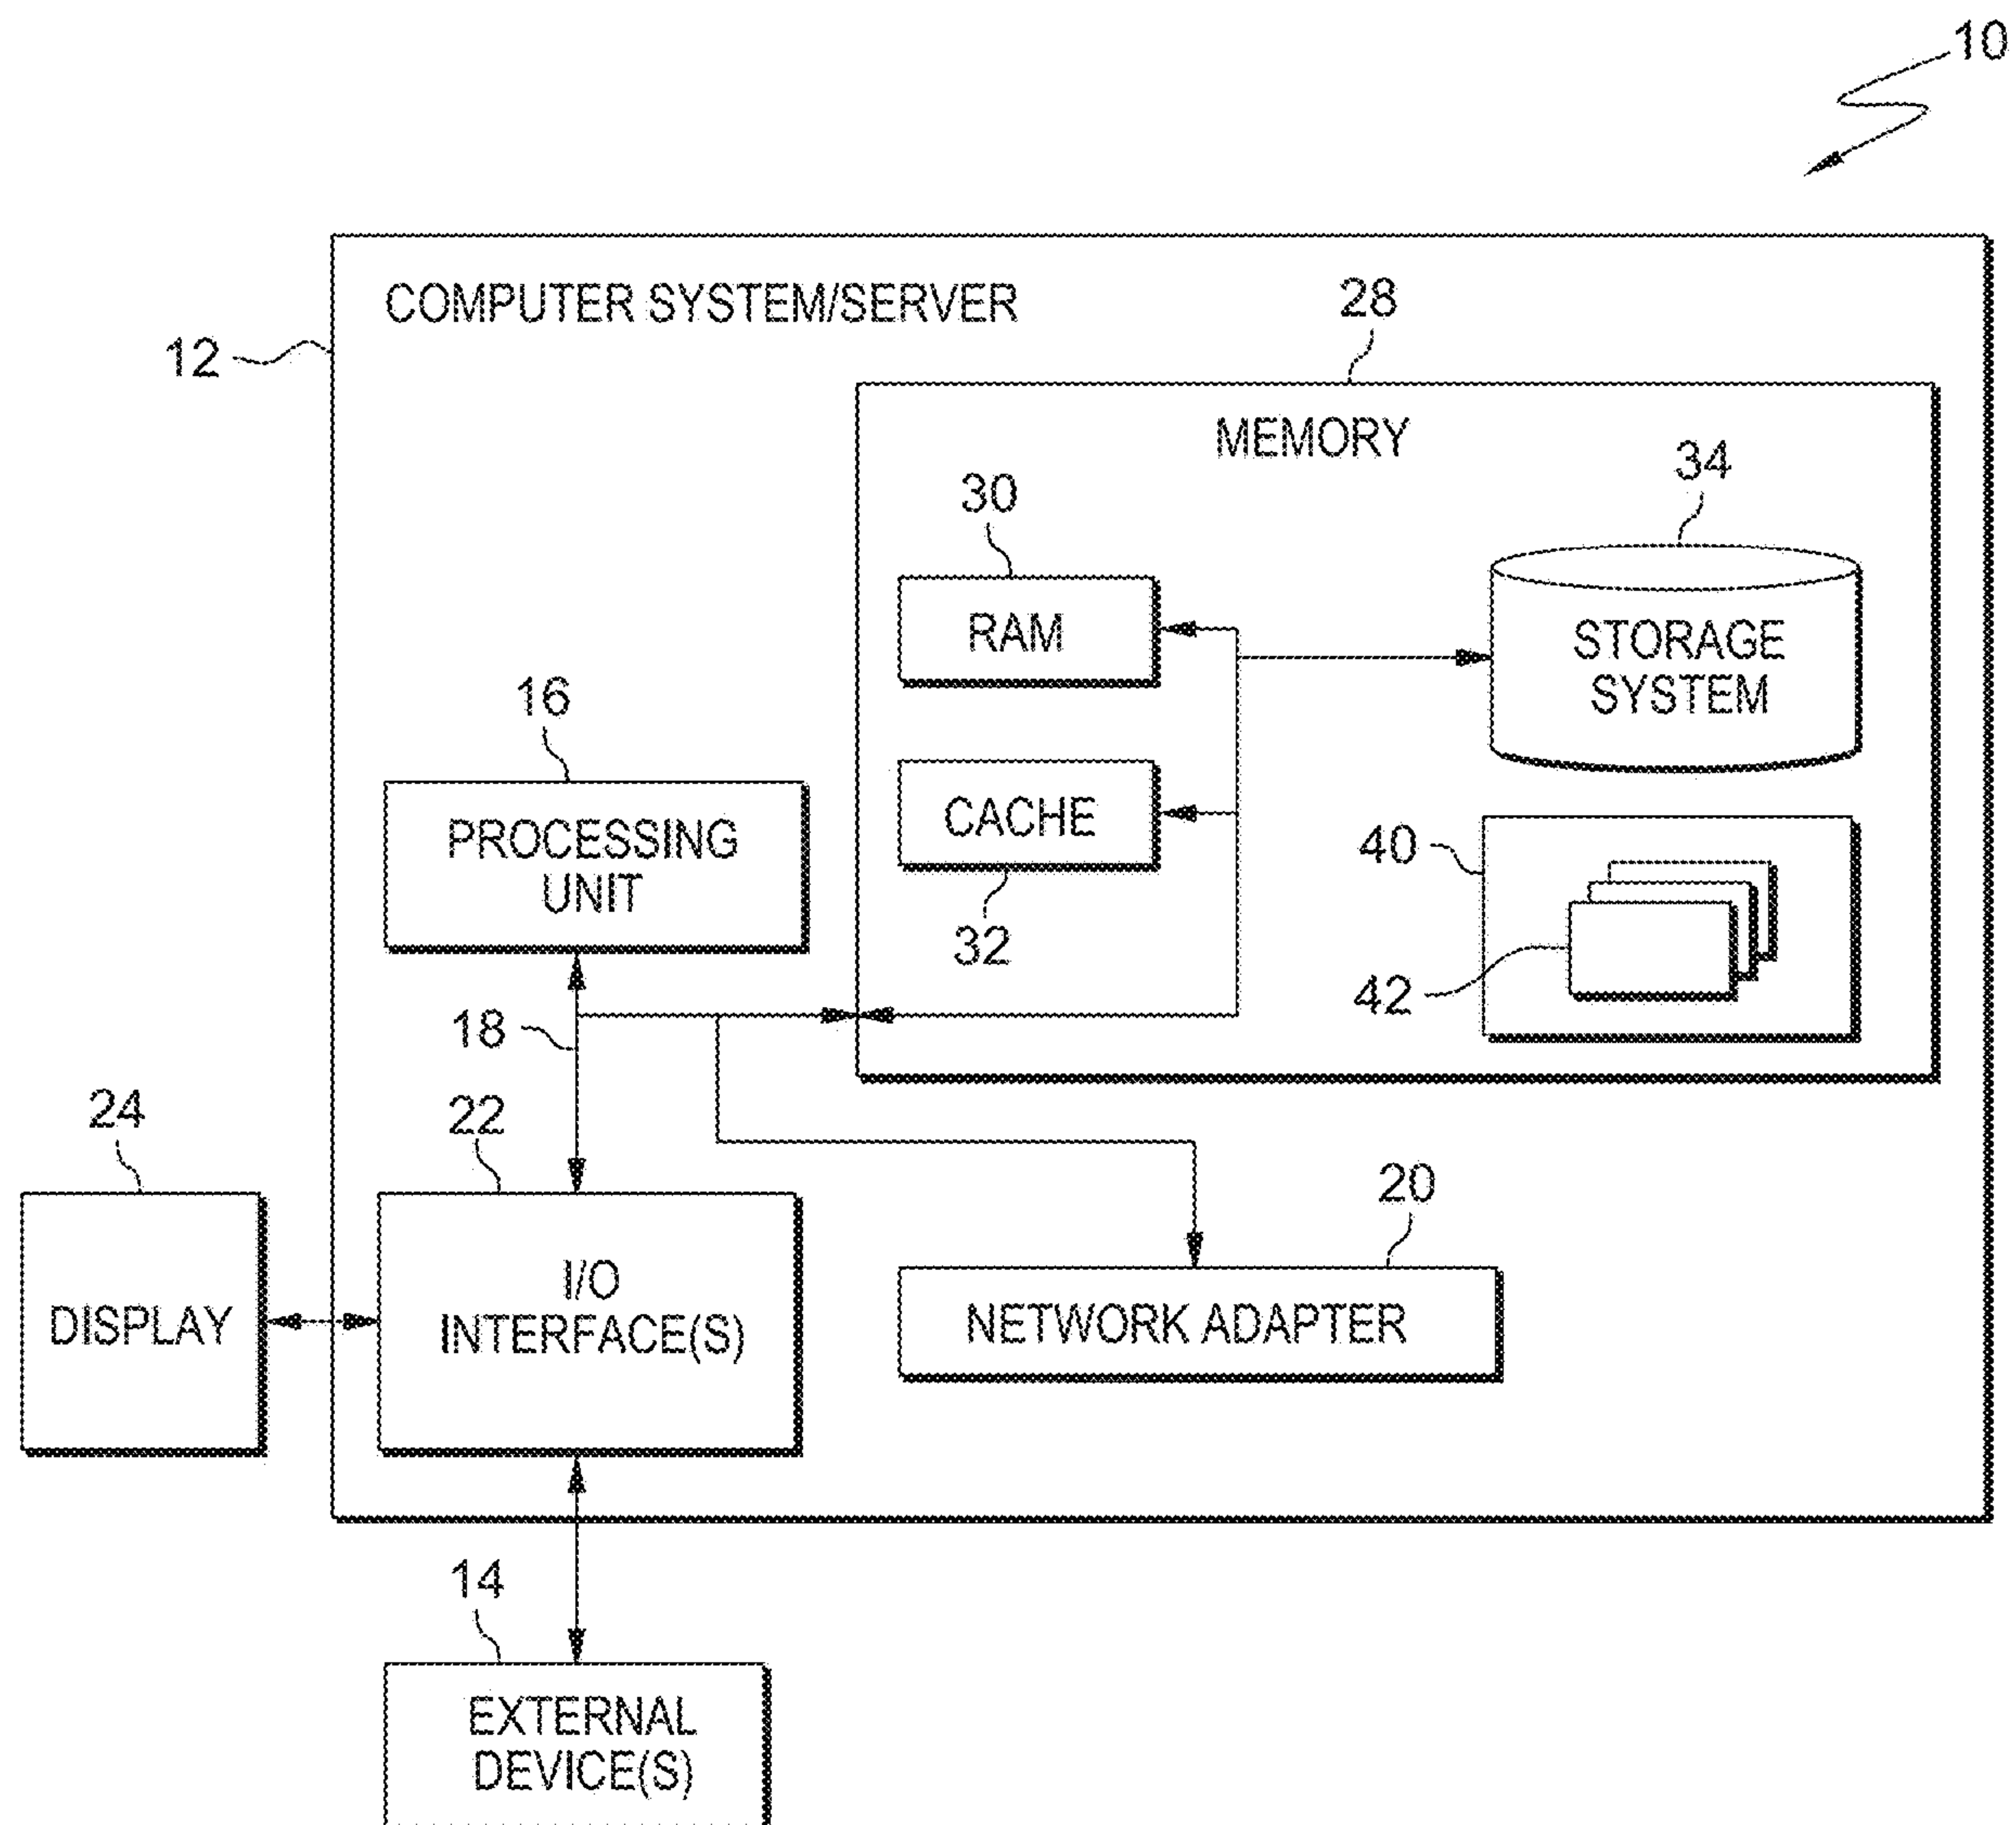 10
COMPUTER SYSTEM/SERVER
28
12
MEMORY
34
30
RAM
STORAGE
SYSTEM
16
CACHE
PROCESSING
UNIT
40
32
42
18
24
22
20
I/O
INTERFACE(S)
DISPLAY
NETWORK ADAPTER
14
EXTERNAL
DEVICE(S)